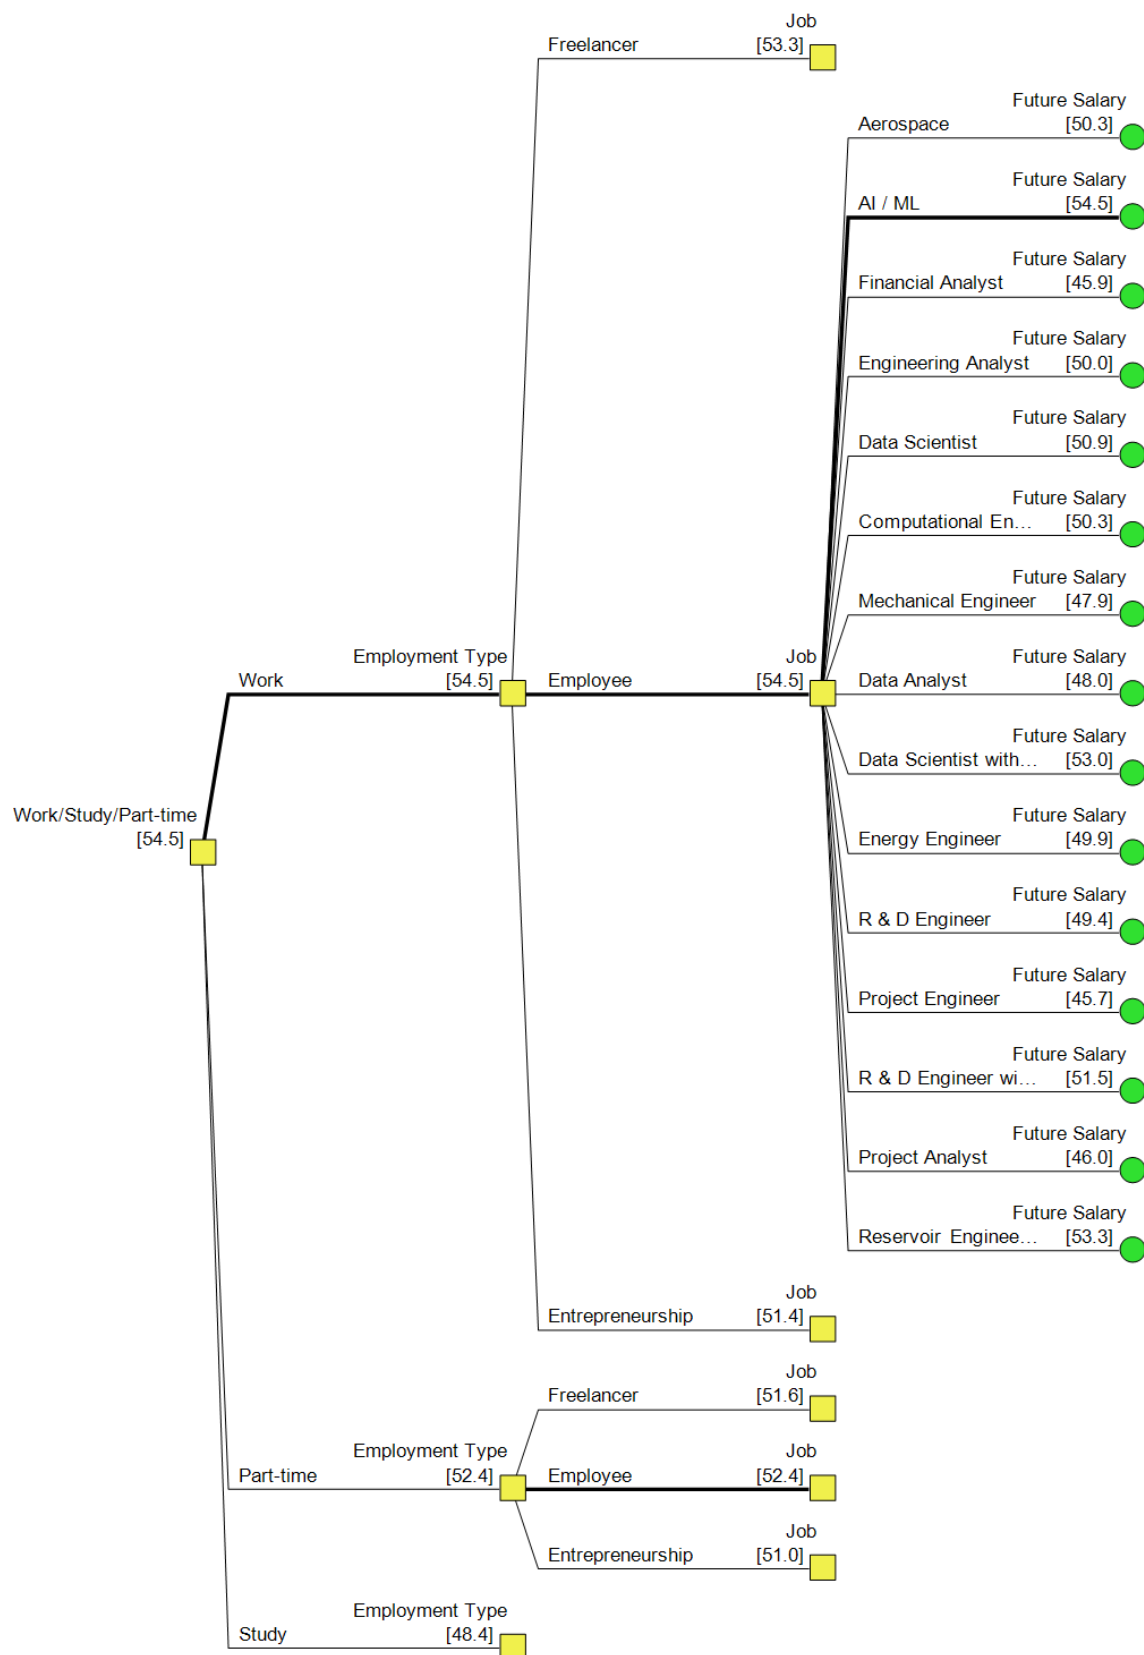 Job
Freelancer [53.3]
Future Salary
Aerospace [50.3]
Future Salary
AI / ML [54.5]
Future Salary
Financial Analyst [45.9]
Future Salary
Engineering Analyst [50.0]
Future Salary
Data Scientist [50.9]
Future Salary
Computational En... [50.3]
Future Salary
Mechanical Engineer [47.9]
Employment Type Job Future Salary
Work [54.5] Employee [54.5] Data Analyst [48.0]
Future Salary
Data Scientist with... [53.0]
Work/Study/Part-time Future Salary
[54.5] Energy Engineer [49.9]
Future Salary
R & D Engineer [49.4]
Future Salary
Project Engineer [45.7]
Future Salary
R & D Engineer wi... [51.5]
Future Salary
Project Analyst [46.0]
Future Salary
Reservoir Enginee... [53.3]
Job
Entrepreneurship [51.4]
Job
Freelancer [51.6]
Employment Type Job
Part-time [52.4] Employee [52.4]
Job
Entrepreneurship [51.0]
Employment Type
Study [48.4]